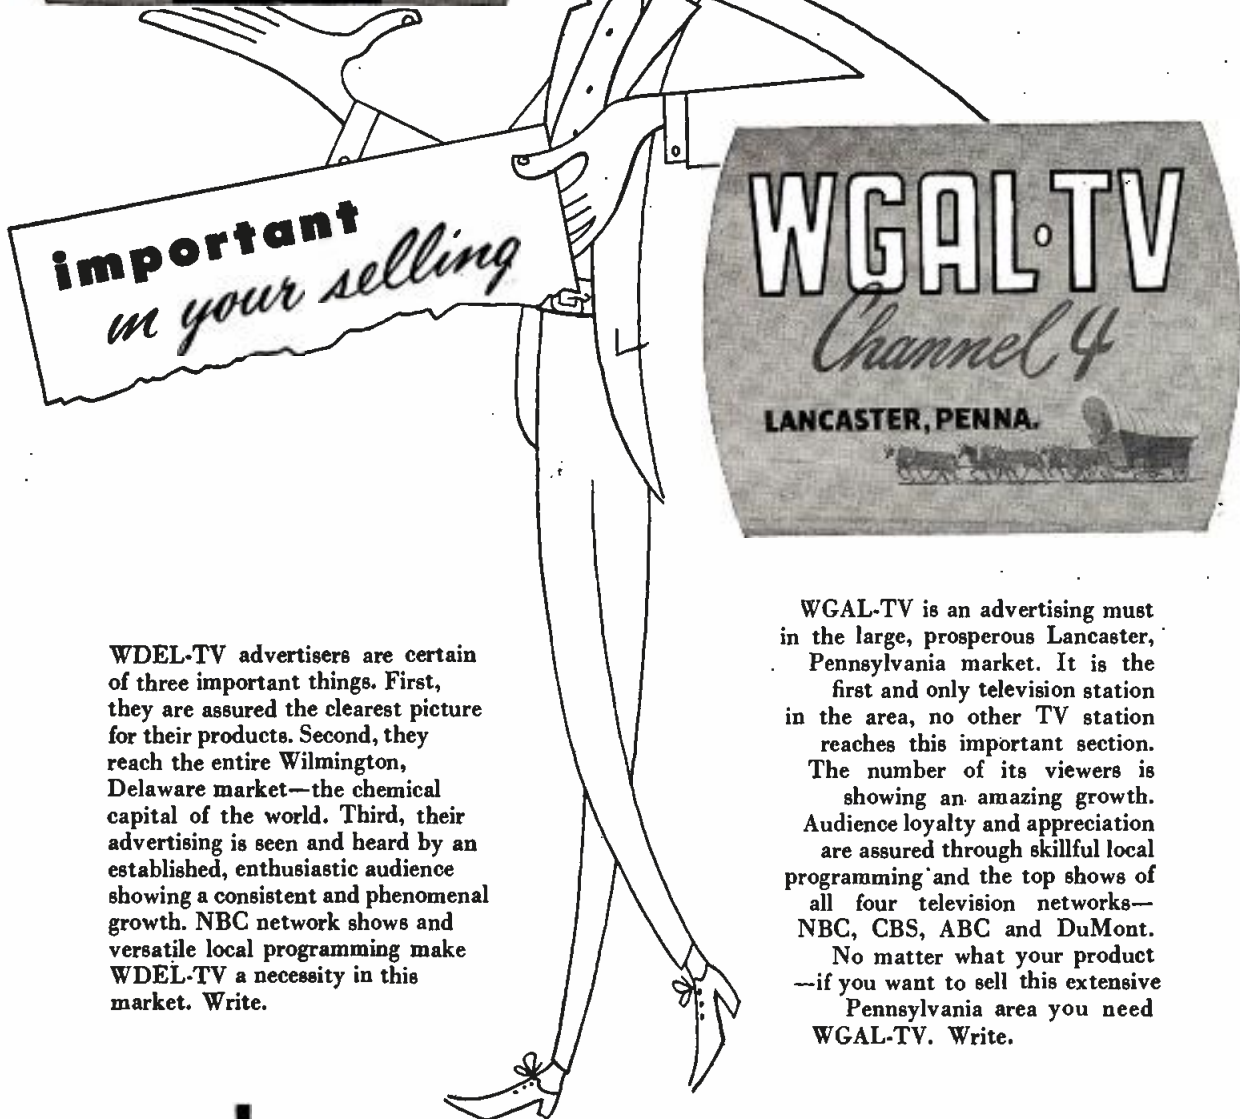 important
in your selling
WGAL·TV
Channel 4
LANCASTER, PENNA.
WDEL-TV advertisers are certain
of three important things. First,
they are assured the clearest picture
for their products. Second, they
reach the entire Wilmington,
Delaware market—the chemical
capital of the world. Third, their
advertising is seen and heard by an
established, enthusiastic audience
showing a consistent and phenomenal
growth. NBC network shows and
versatile local programming make
WDEL-TV a necessity in this
market. Write.
WGAL-TV is an advertising must
in the large, prosperous Lancaster,
Pennsylvania market. It is the
first and only television station
in the area, no other TV station
reaches this important section.
The number of its viewers is
showing an amazing growth.
Audience loyalty and appreciation
are assured through skillful local
programming and the top shows of
all four television networks—
NBC, CBS, ABC and DuMont.
No matter what your product
—if you want to sell this extensive
Pennsylvania area you need
WGAL-TV. Write.